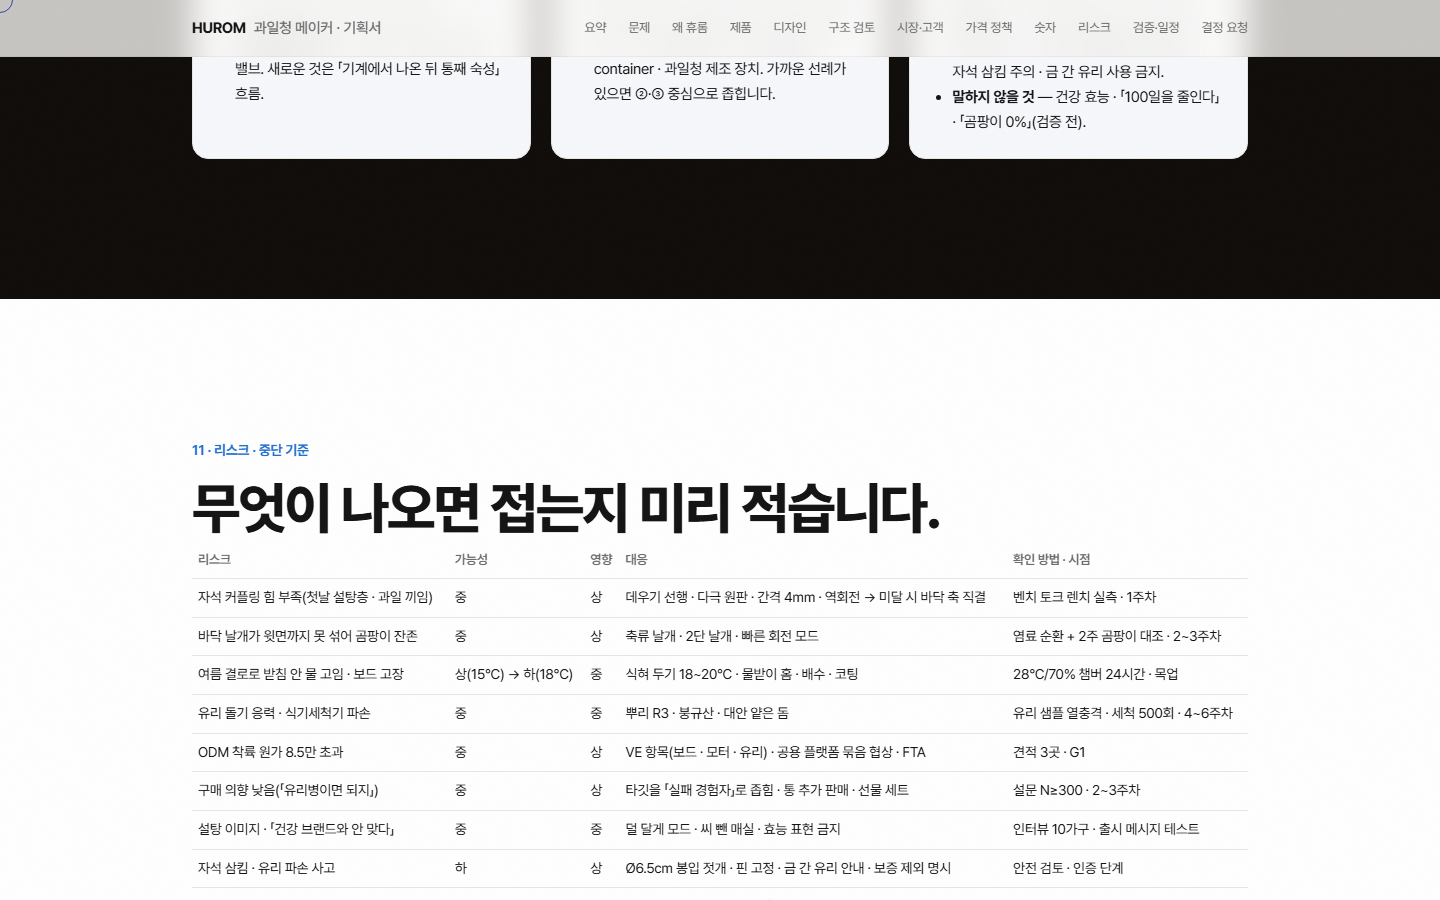 HUROM 과일청 메이커 · 기획서
요약 문제 왜 휴롬 제품 디자인 구조 검토 시장·고객 가격 정책 숫자 리스크 검증·일정 결정 요청
밸브. 새로운 것은 「기계에서 나온 뒤 통째 숙성」
흐름.
container · 과일청 제조 장치. 가까운 선례가
있으면 ②·③ 중심으로 좁힙니다.
자석 삼킴 주의 · 금 간 유리 사용 금지.
• 말하지 않을 것 — 건강 효능 · 「100일을 줄인다」
· 「곰팡이 0%」(검증 전).
11 · 리스크 · 중단 기준
무엇이 나오면 접는지 미리 적습니다.
리스크 가능성 영향 대응 확인 방법 · 시점
자석 커플링 힘 부족(첫날 설탕층 · 과일 끼임) 중 상 데우기 선행 · 다극 원판 · 간격 4mm · 역회전 → 미달 시 바닥 축 직결 벤치 토크 렌치 실측 · 1주차
바닥 날개가 윗면까지 못 섞어 곰팡이 잔존 중 상 축류 날개 · 2단 날개 · 빠른 회전 모드 염료 순환 + 2주 곰팡이 대조 · 2~3주차
여름 결로로 받침 안 물 고임 · 보드 고장 상(15°C) → 하(18°C) 중 식혀 두기 18~20°C · 물받이 홈 · 배수 · 코팅 28°C/70% 챔버 24시간 · 목업
유리 돌기 응력 · 식기세척기 파손 중 중 뿌리 R3 · 붕규산 · 대안 얕은 돔 유리 샘플 열충격 · 세척 500회 · 4~6주차
ODM 착륙 원가 8.5만 초과 중 상 VE 항목(보드 · 모터 · 유리) · 공용 플랫폼 묶음 협상 · FTA 견적 3곳 · G1
구매 의향 낮음(「유리병이면 되지」) 중 상 타깃을 「실패 경험자」로 좁힘 · 통 추가 판매 · 선물 세트 설문 N≥300 · 2~3주차
설탕 이미지 · 「건강 브랜드와 안 맞다」 중 중 덜 달게 모드 · 씨 뺀 매실 · 효능 표현 금지 인터뷰 10가구 · 출시 메시지 테스트
자석 삼킴 · 유리 파손 사고 하 상 Ø6.5cm 봉입 젓개 · 핀 고정 · 금 간 유리 안내 · 보증 제외 명시 안전 검토 · 인증 단계